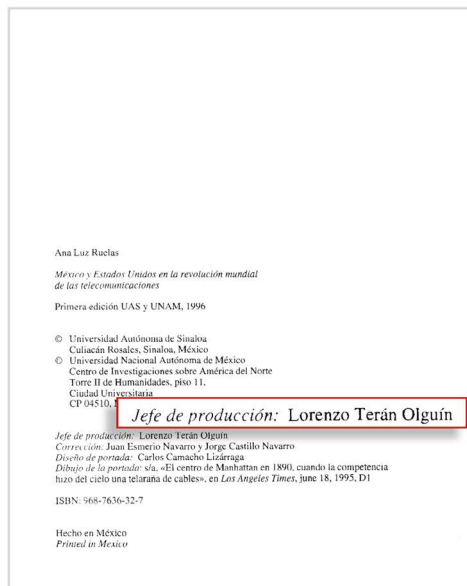 Ana Luz Ruelas
México y Estados Unidos en la revolución mundial
de las telecomunicaciones
Primera edición UAS y UNAM, 1996
© Universidad Autónoma de Sinaloa
Culiacán Rosales, Sinaloa, México
© Universidad Nacional Autónoma de México
Centro de Investigaciones sobre América del Norte
Torre II de Humanidades, piso 11.
Ciudad Universitaria
CP 04510,
Jefe de producción: Lorenzo Terán Olguín
Jefe de producción: Lorenzo Terán Olguín
Corrección: Juan Esmerio Navarro y Jorge Castillo Navarro
Diseño de portada: Carlos Camacho Lizárraga
Dibujo de la portada: s/a. «El centro de Manhattan en 1890, cuando la competencia
hizo del cielo una telaraña de cables», en Los Angeles Times, june 18, 1995, D1
ISBN: 968-7636-32-7
Hecho en México
Printed in Mexico